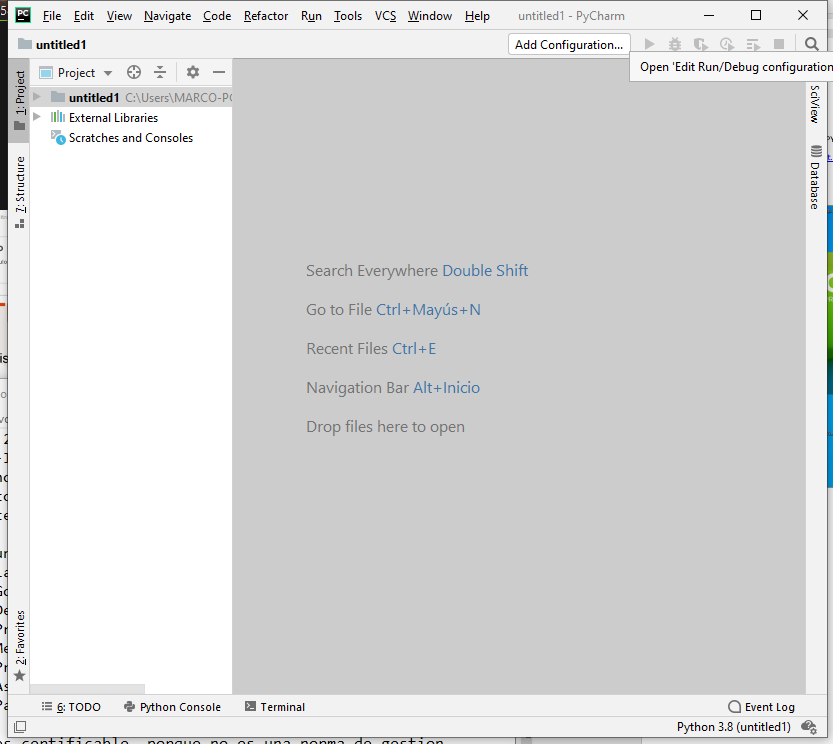 PC File Edit View Navigate Code Refactor Run Tools VCS Window Help untitled1 - PyCharm
untitled1 Add Configuration...
Open 'Edit Run/Debug configuration
Project
1: Project
untitled1 C:\Users\MARCO-PC
External Libraries
Scratches and Consoles
7: Structure
SciView
Database
Search Everywhere Double Shift
Go to File Ctrl+Mayús+N
Recent Files Ctrl+E
Navigation Bar Alt+Inicio
Drop files here to open
2: Favorites
6: TODO Python Console Terminal Event Log
Python 3.8 (untitled1)
certificable, porque no es una norma de gestion